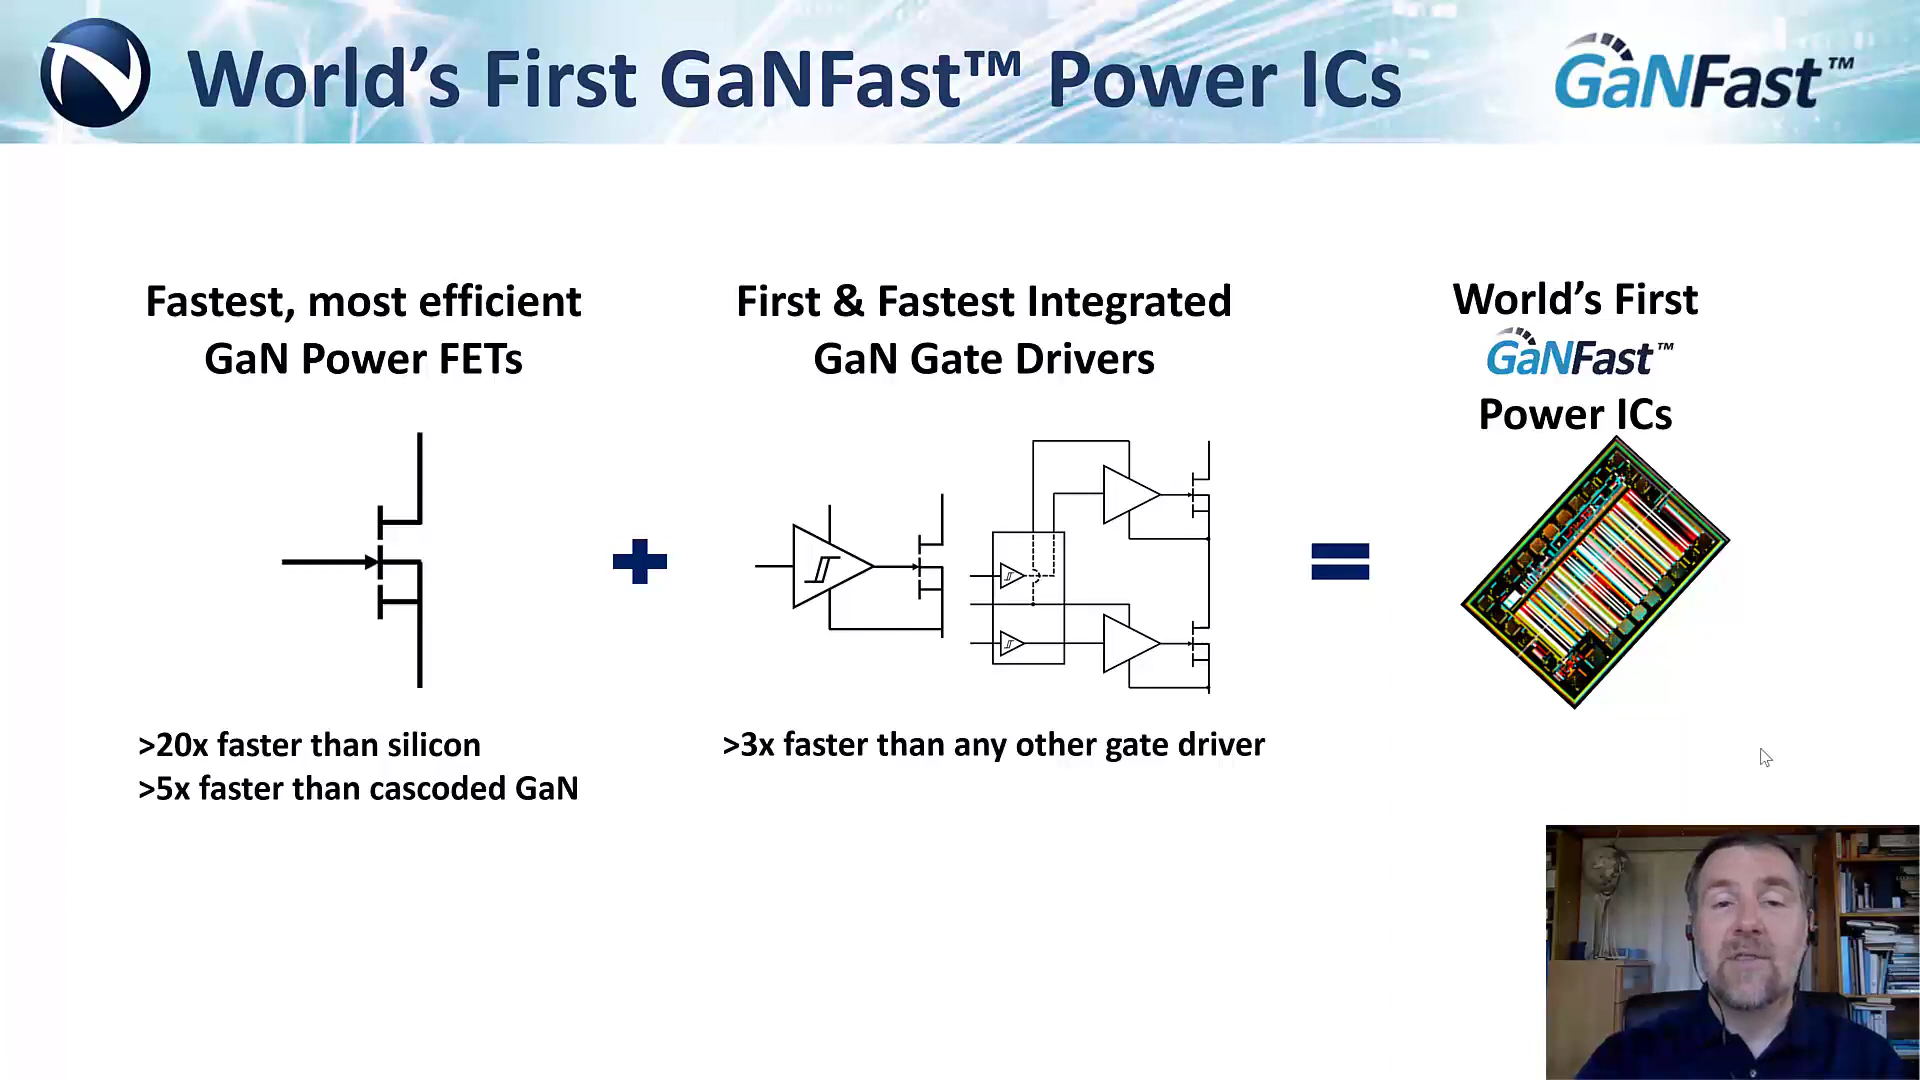 World’s First GaNFast™ Power ICs
GaNFast™
Fastest, most efficient
GaN Power FETs
>20x faster than silicon
>5x faster than cascoded GaN
First & Fastest Integrated
GaN Gate Drivers
>3x faster than any other gate driver
World’s First
GaNFast™
Power ICs